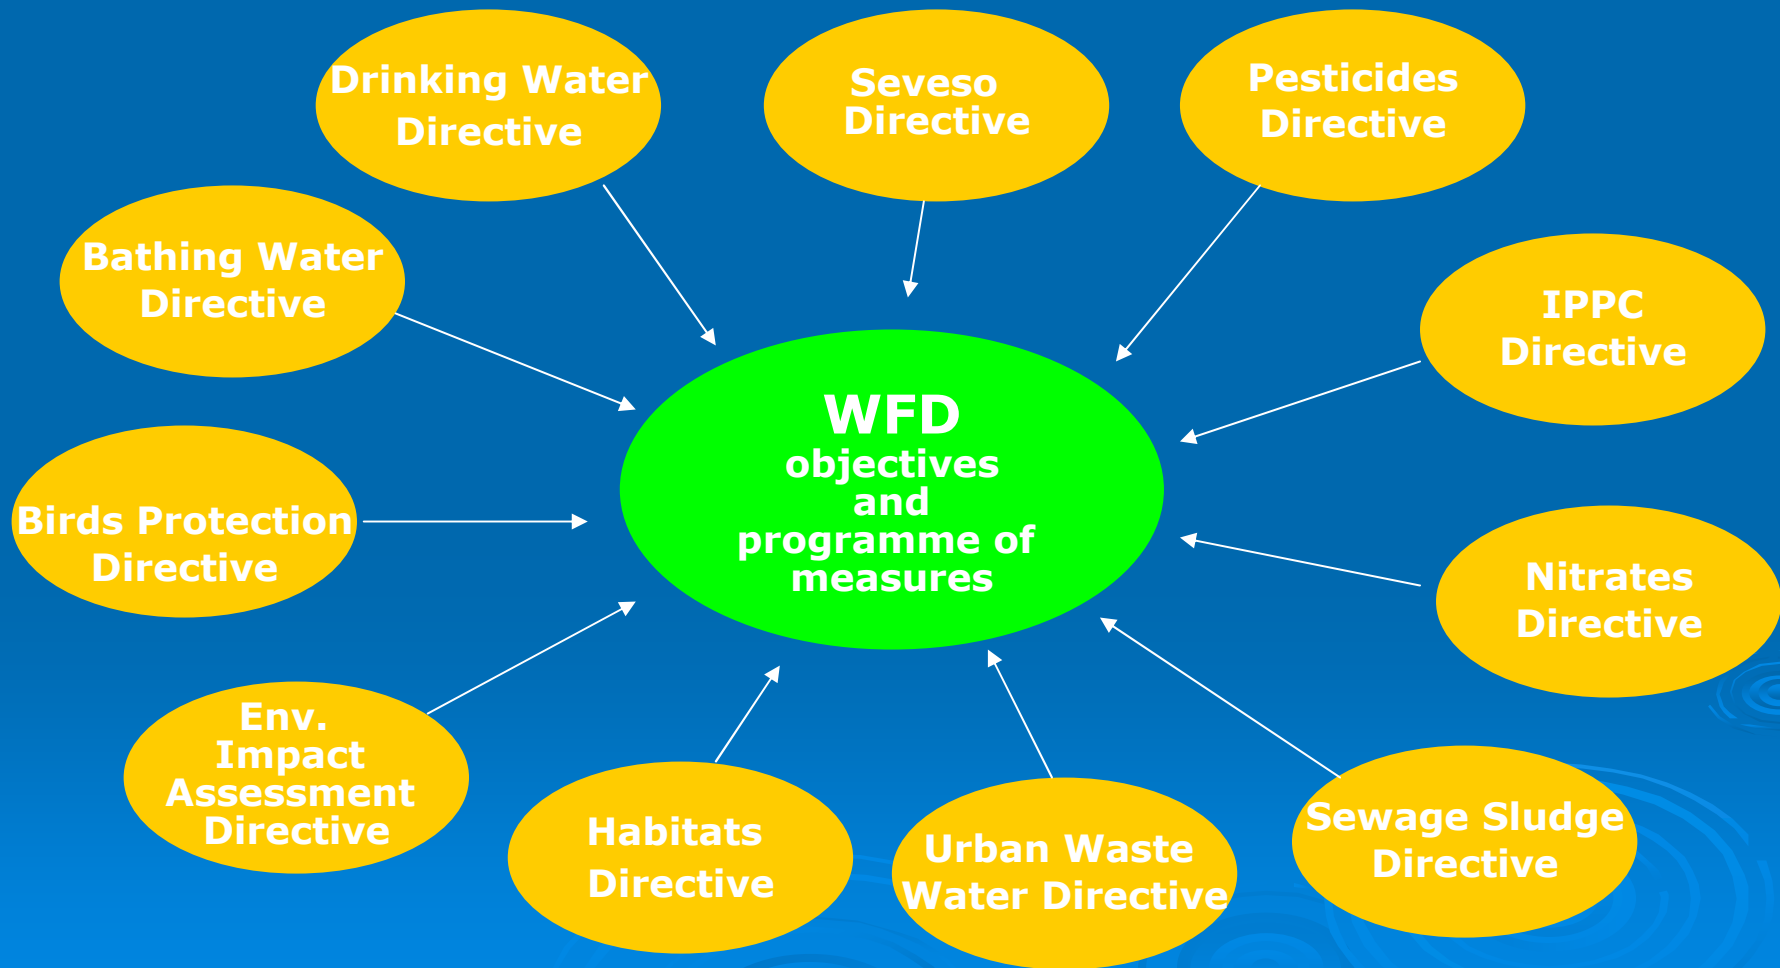 Drinking Water
Directive
Seveso
Directive
Pesticides
Directive
Bathing Water
Directive
IPPC
Directive
WFD
objectives
and
programme of
measures
Birds Protection
Directive
Nitrates
Directive
Env.
Impact
Assessment
Directive
Habitats
Directive
Urban Waste
Water Directive
Sewage Sludge
Directive